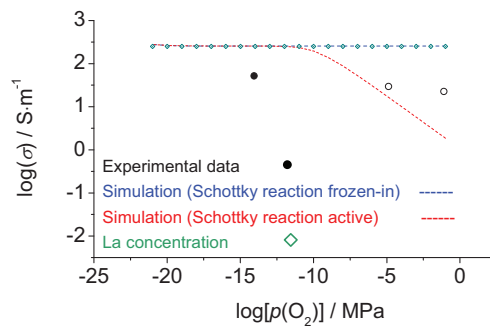 3
2
1
0
-1
-2
log(σ) / S·m⁻¹
Experimental data
Simulation (Schottky reaction frozen-in)
Simulation (Schottky reaction active)
La concentration
-25 -20 -15 -10 -5 0
log[p(O₂)] / MPa